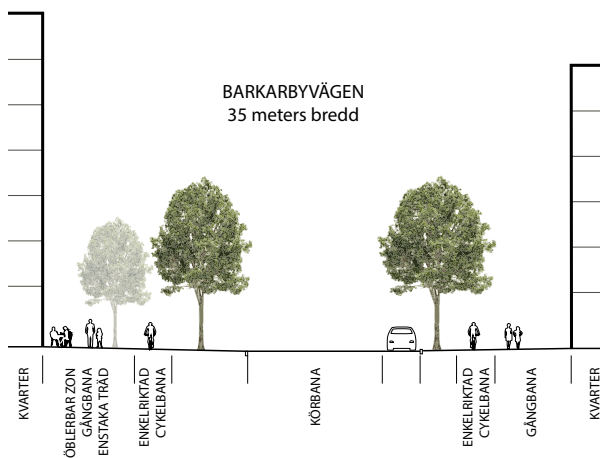 BARKARBYVÄGEN
35 meters bredd
KVARTER
ÖBLERBAR ZON
GÅNGBANA
ENSTAKA TRÄD
ENKELRIKTAD
CYKELBANA
KÖRBANA
ENKELRIKTAD
CYKELBANA
GÅNGBANA
KVARTER